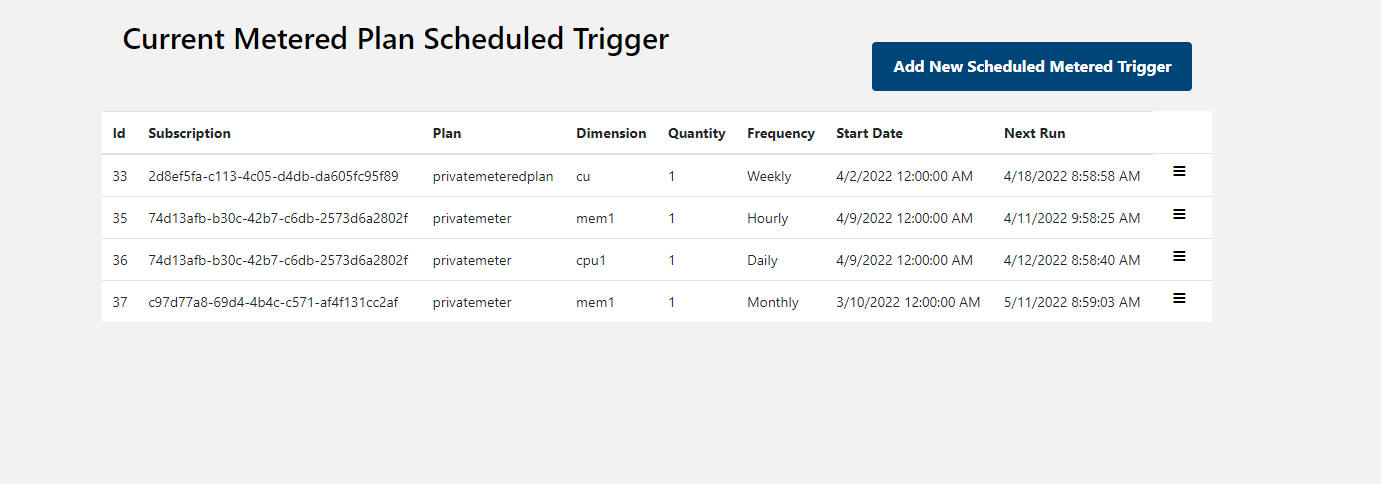 Current Metered Plan Scheduled Trigger
Add New Scheduled Metered Trigger
Id Subscription Plan Dimension Quantity Frequency Start Date Next Run
33 2d8ef5fa-c113-4c05-d4db-da605fc95f89 privatemeteredplan cu 1 Weekly 4/2/2022 12:00:00 AM 4/18/2022 8:58:58 AM
35 74d13afb-b30c-42b7-c6db-2573d6a2802f privatemeter mem1 1 Hourly 4/9/2022 12:00:00 AM 4/11/2022 9:58:25 AM
36 74d13afb-b30c-42b7-c6db-2573d6a2802f privatemeter cpu1 1 Daily 4/9/2022 12:00:00 AM 4/12/2022 8:58:40 AM
37 c97d77a8-69d4-4b4c-c571-af4f131cc2af privatemeter mem1 1 Monthly 3/10/2022 12:00:00 AM 5/11/2022 8:59:03 AM